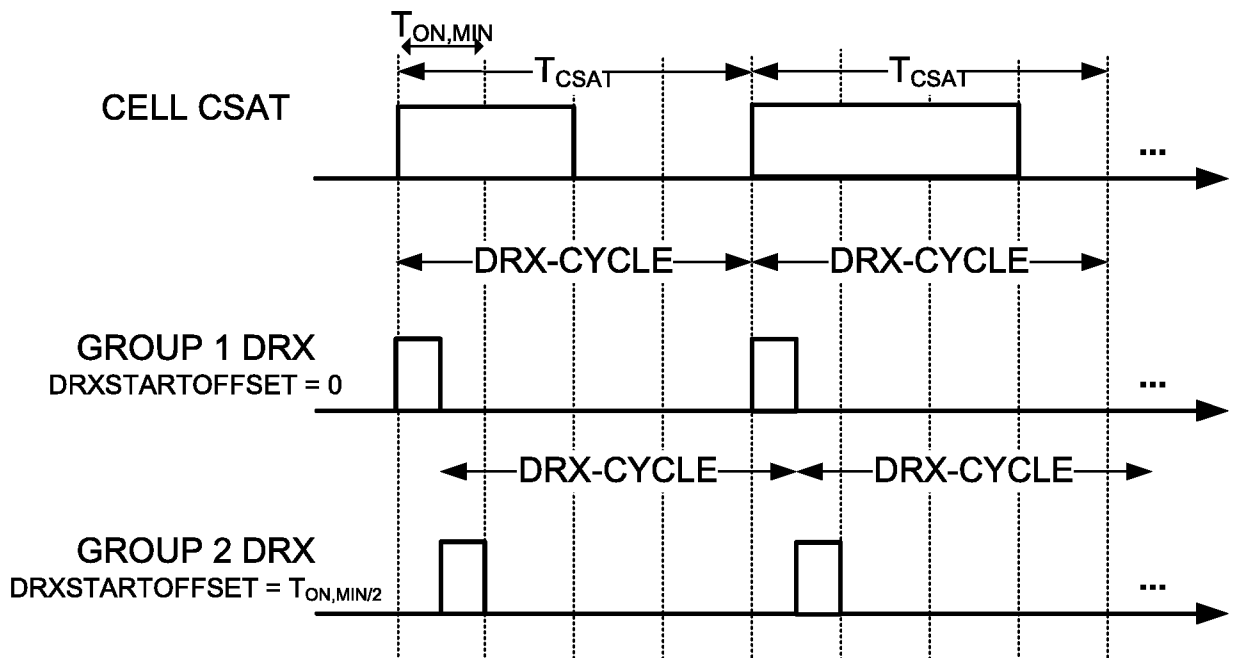 TON,MIN
TCSAT TCSAT
CELL CSAT
...
DRX-CYCLE DRX-CYCLE
GROUP 1 DRX
DRXSTARTOFFSET = 0
...
DRX-CYCLE DRX-CYCLE
GROUP 2 DRX
DRXSTARTOFFSET = TON,MIN/2
...